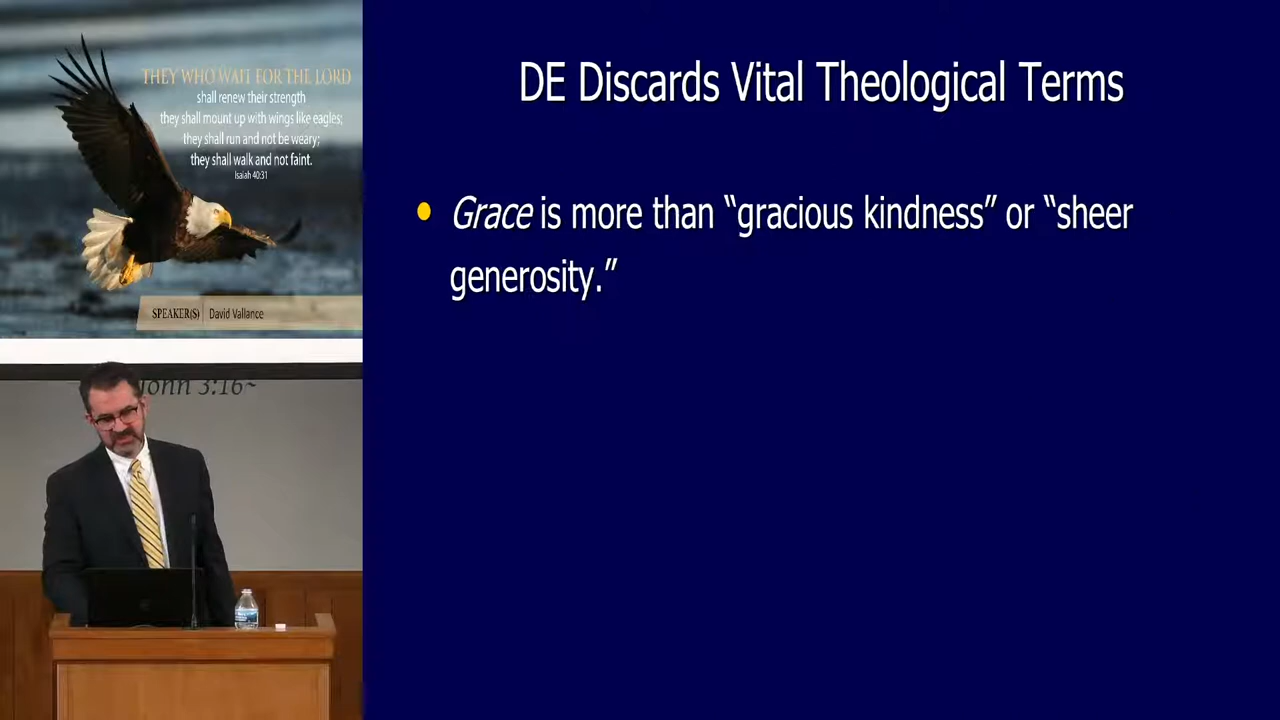 THEY WHO WAIT FOR THE LORD
shall renew their strength
they shall mount up with wings like eagles;
they shall run and not be weary;
they shall walk and not faint.
Isaiah 40:31
SPEAKER(S) David Vallance
John 3:16~
DE Discards Vital Theological Terms
• Grace is more than “gracious kindness” or “sheer
generosity.”